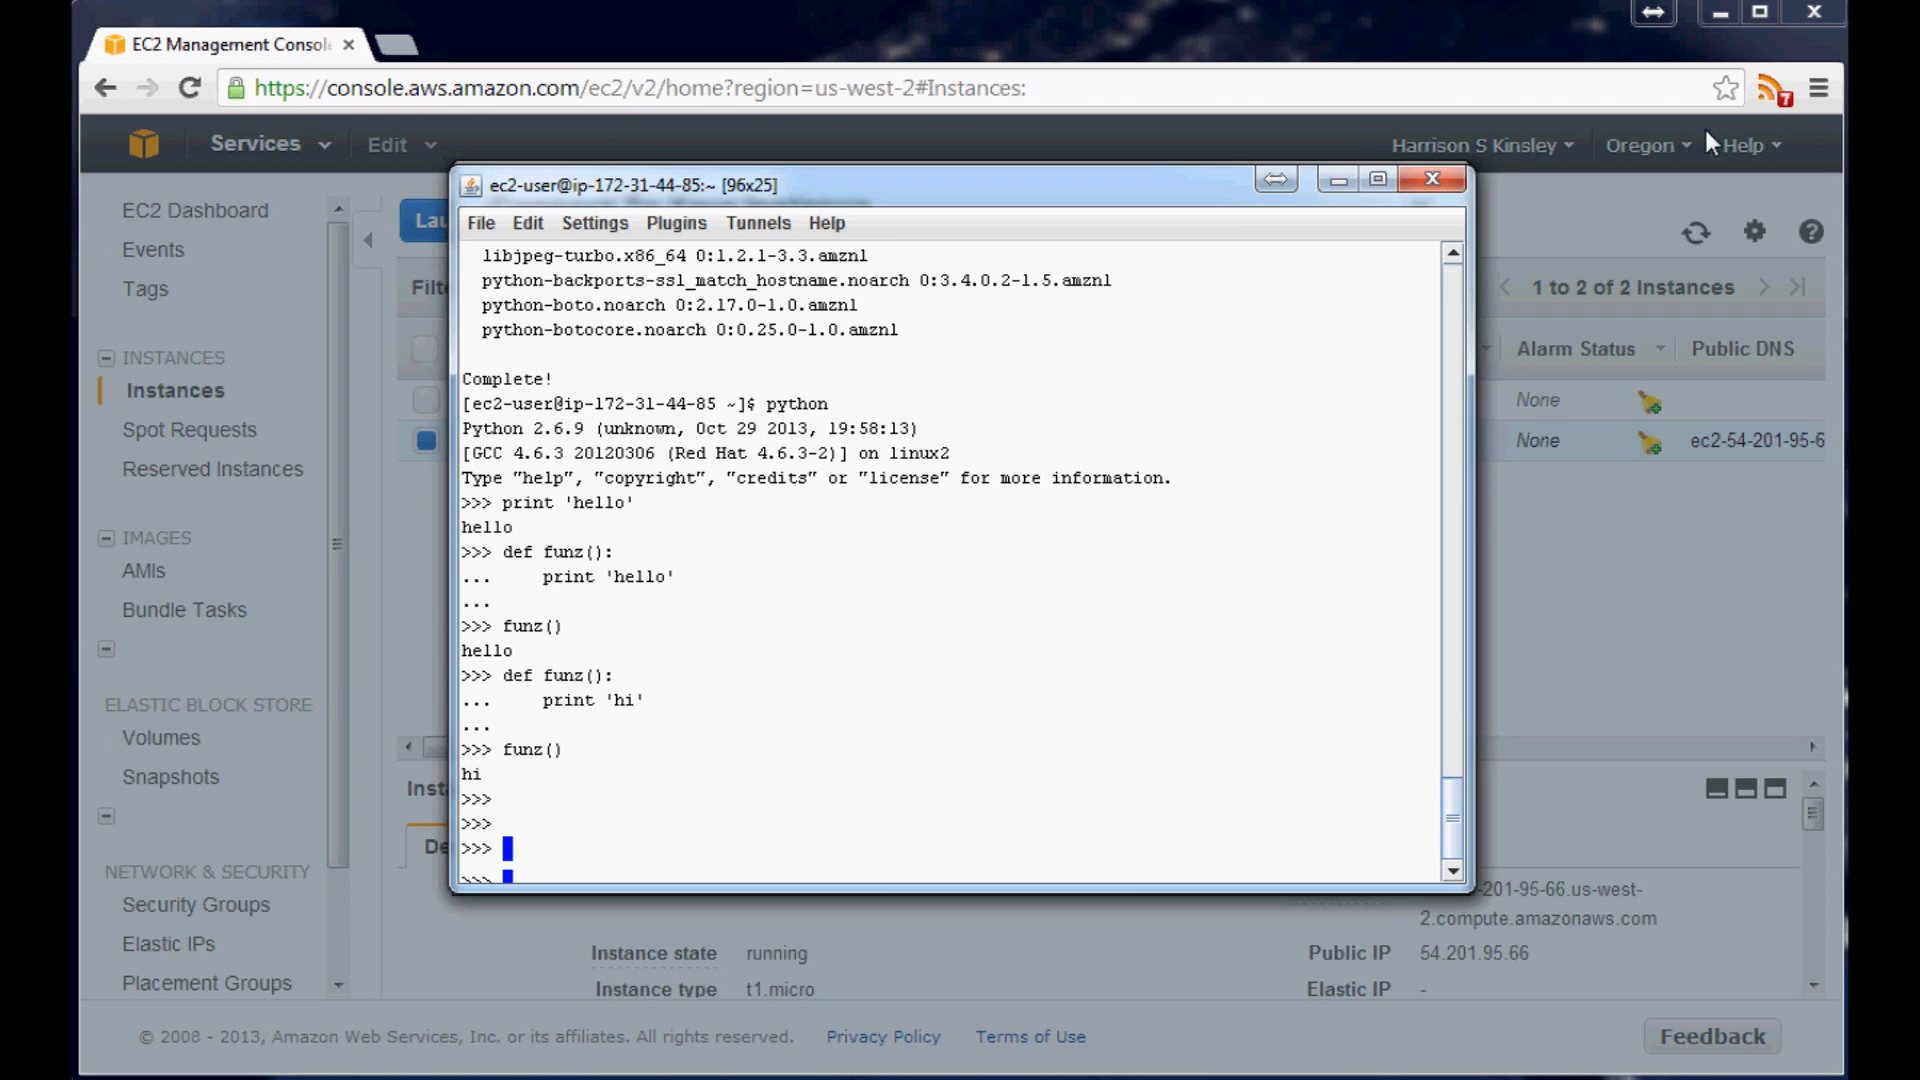 EC2 Management Consol
https://console.aws.amazon.com/ec2/v2/home?region=us-west-2#Instances:
7
Services
Edit
Harrison S Kinsley
Oregon
Help
EC2 Dashboard
Events
Tags
INSTANCES
Instances
Spot Requests
Reserved Instances
IMAGES
AMIs
Bundle Tasks
ELASTIC BLOCK STORE
Volumes
Snapshots
NETWORK & SECURITY
Security Groups
Elastic IPs
Placement Groups
Lau
Filt
1 to 2 of 2 Instances
Alarm Status
Public DNS
None
None
ec2-54-201-95-6
ec2-user@ip-172-31-44-85:~ [96x25]
File Edit Settings Plugins Tunnels Help
libjpeg-turbo.x86_64 0:1.2.1-3.3.amzn1
python-backports-ssl_match_hostname.noarch 0:3.4.0.2-1.5.amzn1
python-boto.noarch 0:2.17.0-1.0.amzn1
python-botocore.noarch 0:0.25.0-1.0.amzn1
Complete!
[ec2-user@ip-172-31-44-85 ~]$ python
Python 2.6.9 (unknown, Oct 29 2013, 19:58:13)
[GCC 4.6.3 20120306 (Red Hat 4.6.3-2)] on linux2
Type "help", "copyright", "credits" or "license" for more information.
>>> print 'hello'
hello
>>> def funz():
...     print 'hello'
...
>>> funz()
hello
>>> def funz():
...     print 'hi'
...
>>> funz()
hi
>>>
>>>
>>>
>>>
Inst
De
201-95-66.us-west-
2.compute.amazonaws.com
Instance state running
Public IP 54.201.95.66
Instance type t1.micro
Elastic IP -
© 2008 - 2013, Amazon Web Services, Inc. or its affiliates. All rights reserved. Privacy Policy Terms of Use
Feedback